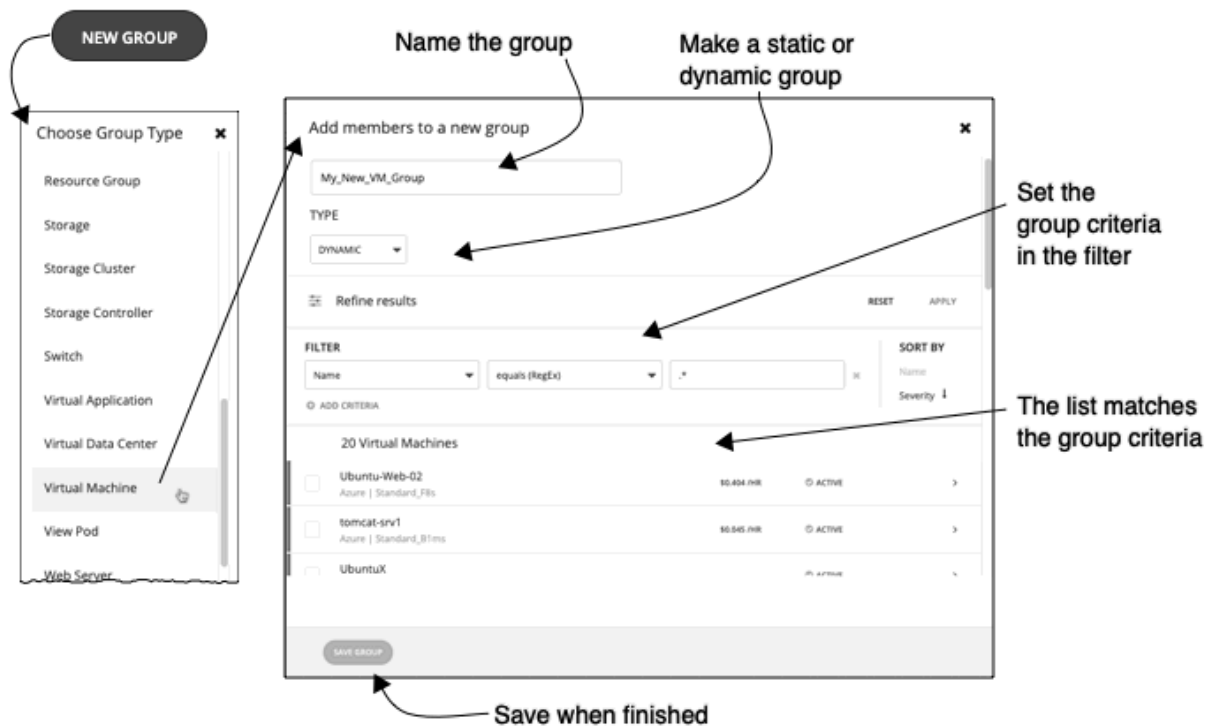 NEW GROUP
Name the group
Make a static or
dynamic group
Choose Group Type
Resource Group
Storage
Storage Cluster
Storage Controller
Switch
Virtual Application
Virtual Data Center
Virtual Machine
View Pod
Web Server
Add members to a new group
My_New_VM_Group
TYPE
DYNAMIC
Refine results
RESET
APPLY
FILTER
Name
equals (RegEx)
.*
ADD CRITERIA
SORT BY
Name
Severity ↓
20 Virtual Machines
Ubuntu-Web-02
Azure | Standard_F8s
$0.404 /HR
ACTIVE
tomcat-srv1
Azure | Standard_B1ms
$0.045 /HR
ACTIVE
UbuntuX
ACTIVE
SAVE GROUP
Set the
group criteria
in the filter
The list matches
the group criteria
Save when finished